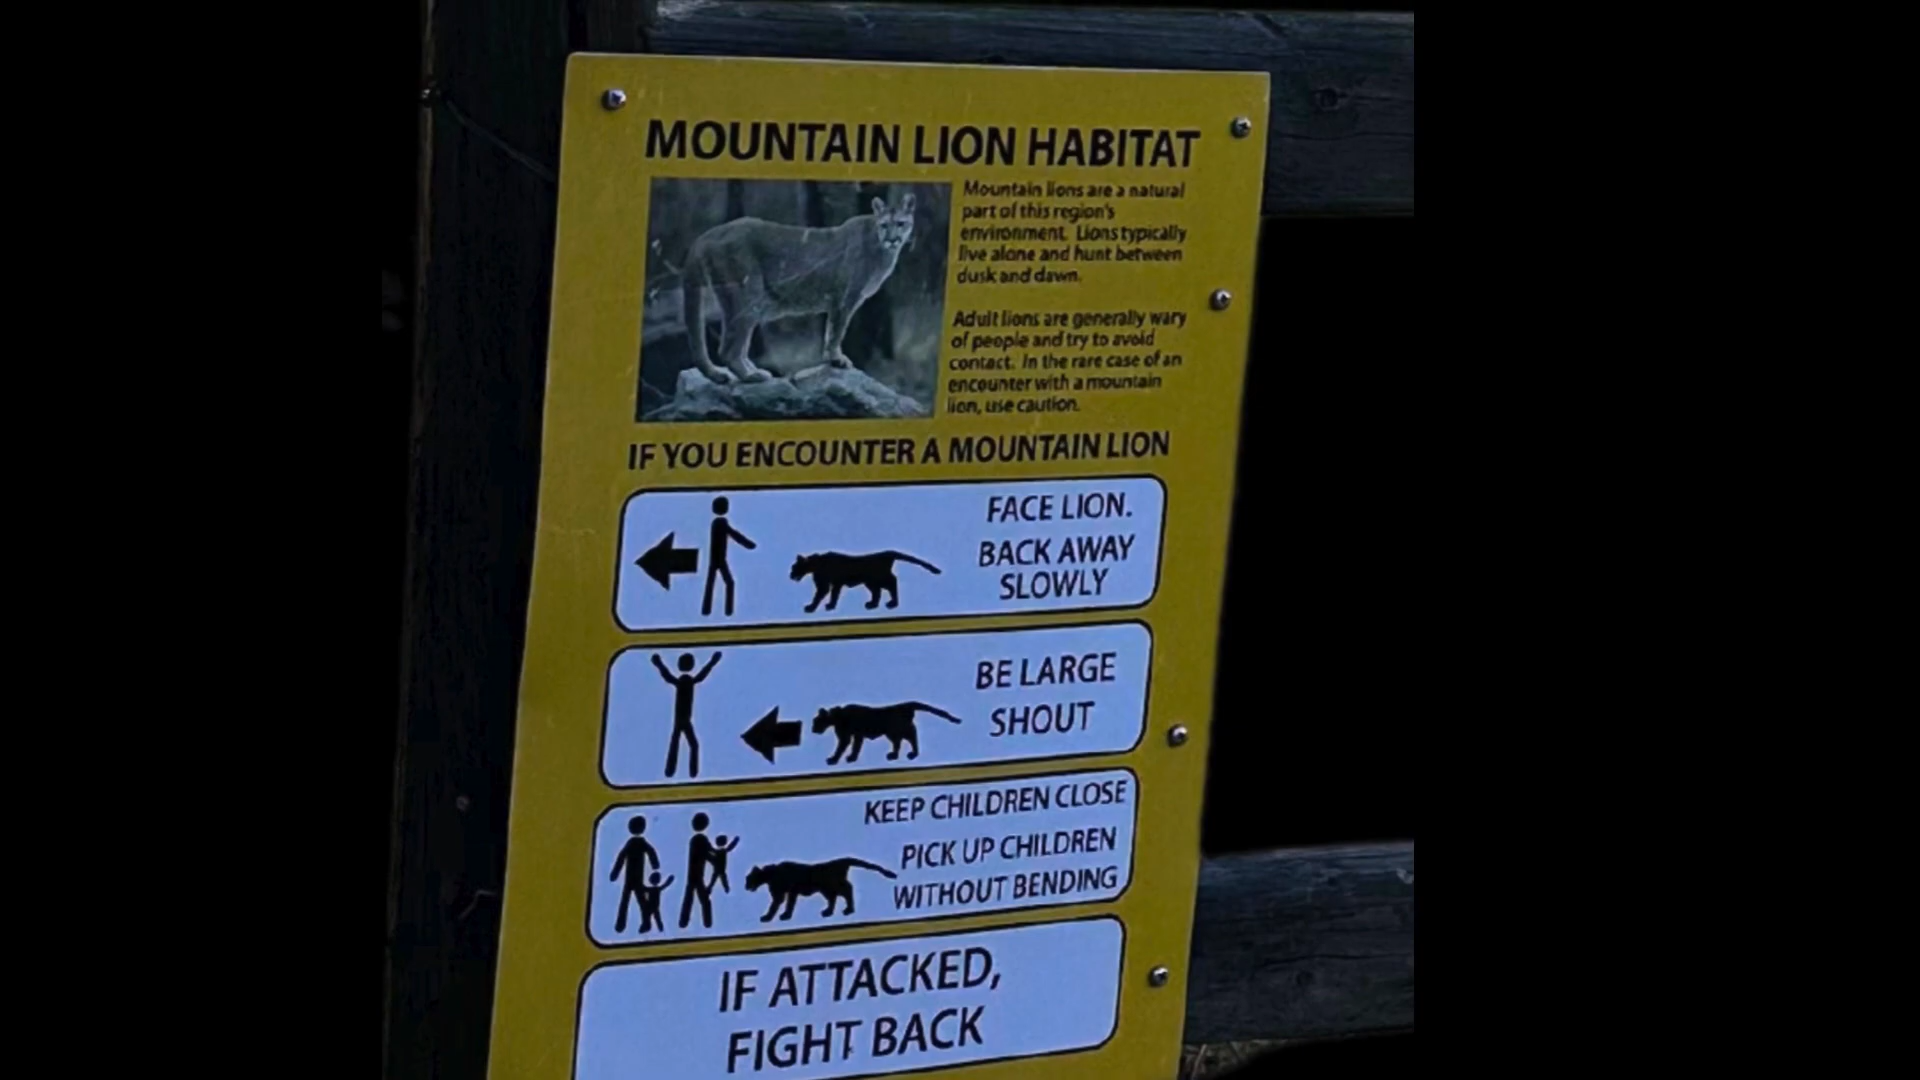 MOUNTAIN LION HABITAT
Mountain lions are a natural
part of this region's
environment. Lions typically
live alone and hunt between
dusk and dawn.
Adult lions are generally wary
of people and try to avoid
contact. In the rare case of an
encounter with a mountain
lion, use caution.
IF YOU ENCOUNTER A MOUNTAIN LION
FACE LION.
BACK AWAY
SLOWLY
BE LARGE
SHOUT
KEEP CHILDREN CLOSE
PICK UP CHILDREN
WITHOUT BENDING
IF ATTACKED,
FIGHT BACK